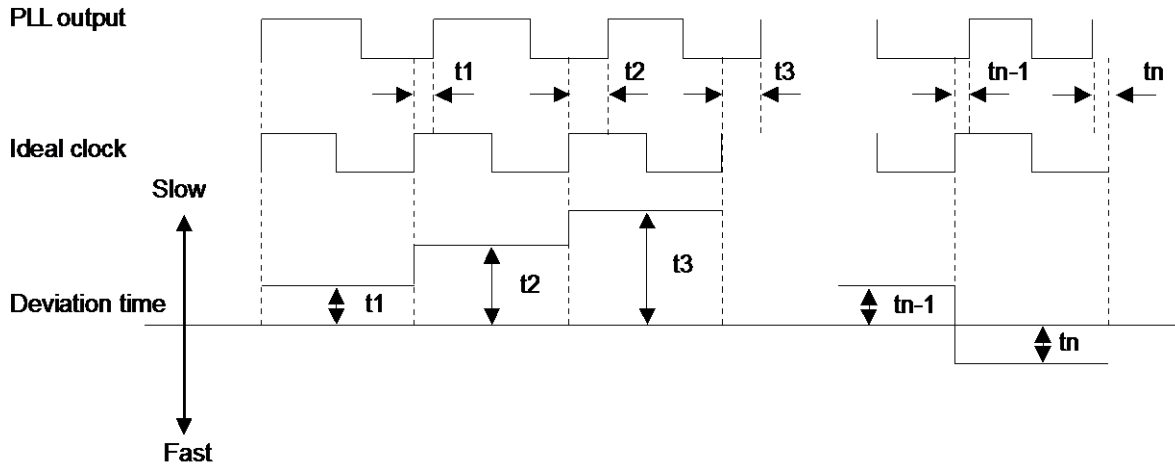 PLL output
t1
t2
t3
tn-1
tn
Ideal clock
Slow
Deviation time
t1
t2
t3
tn-1
tn
Fast